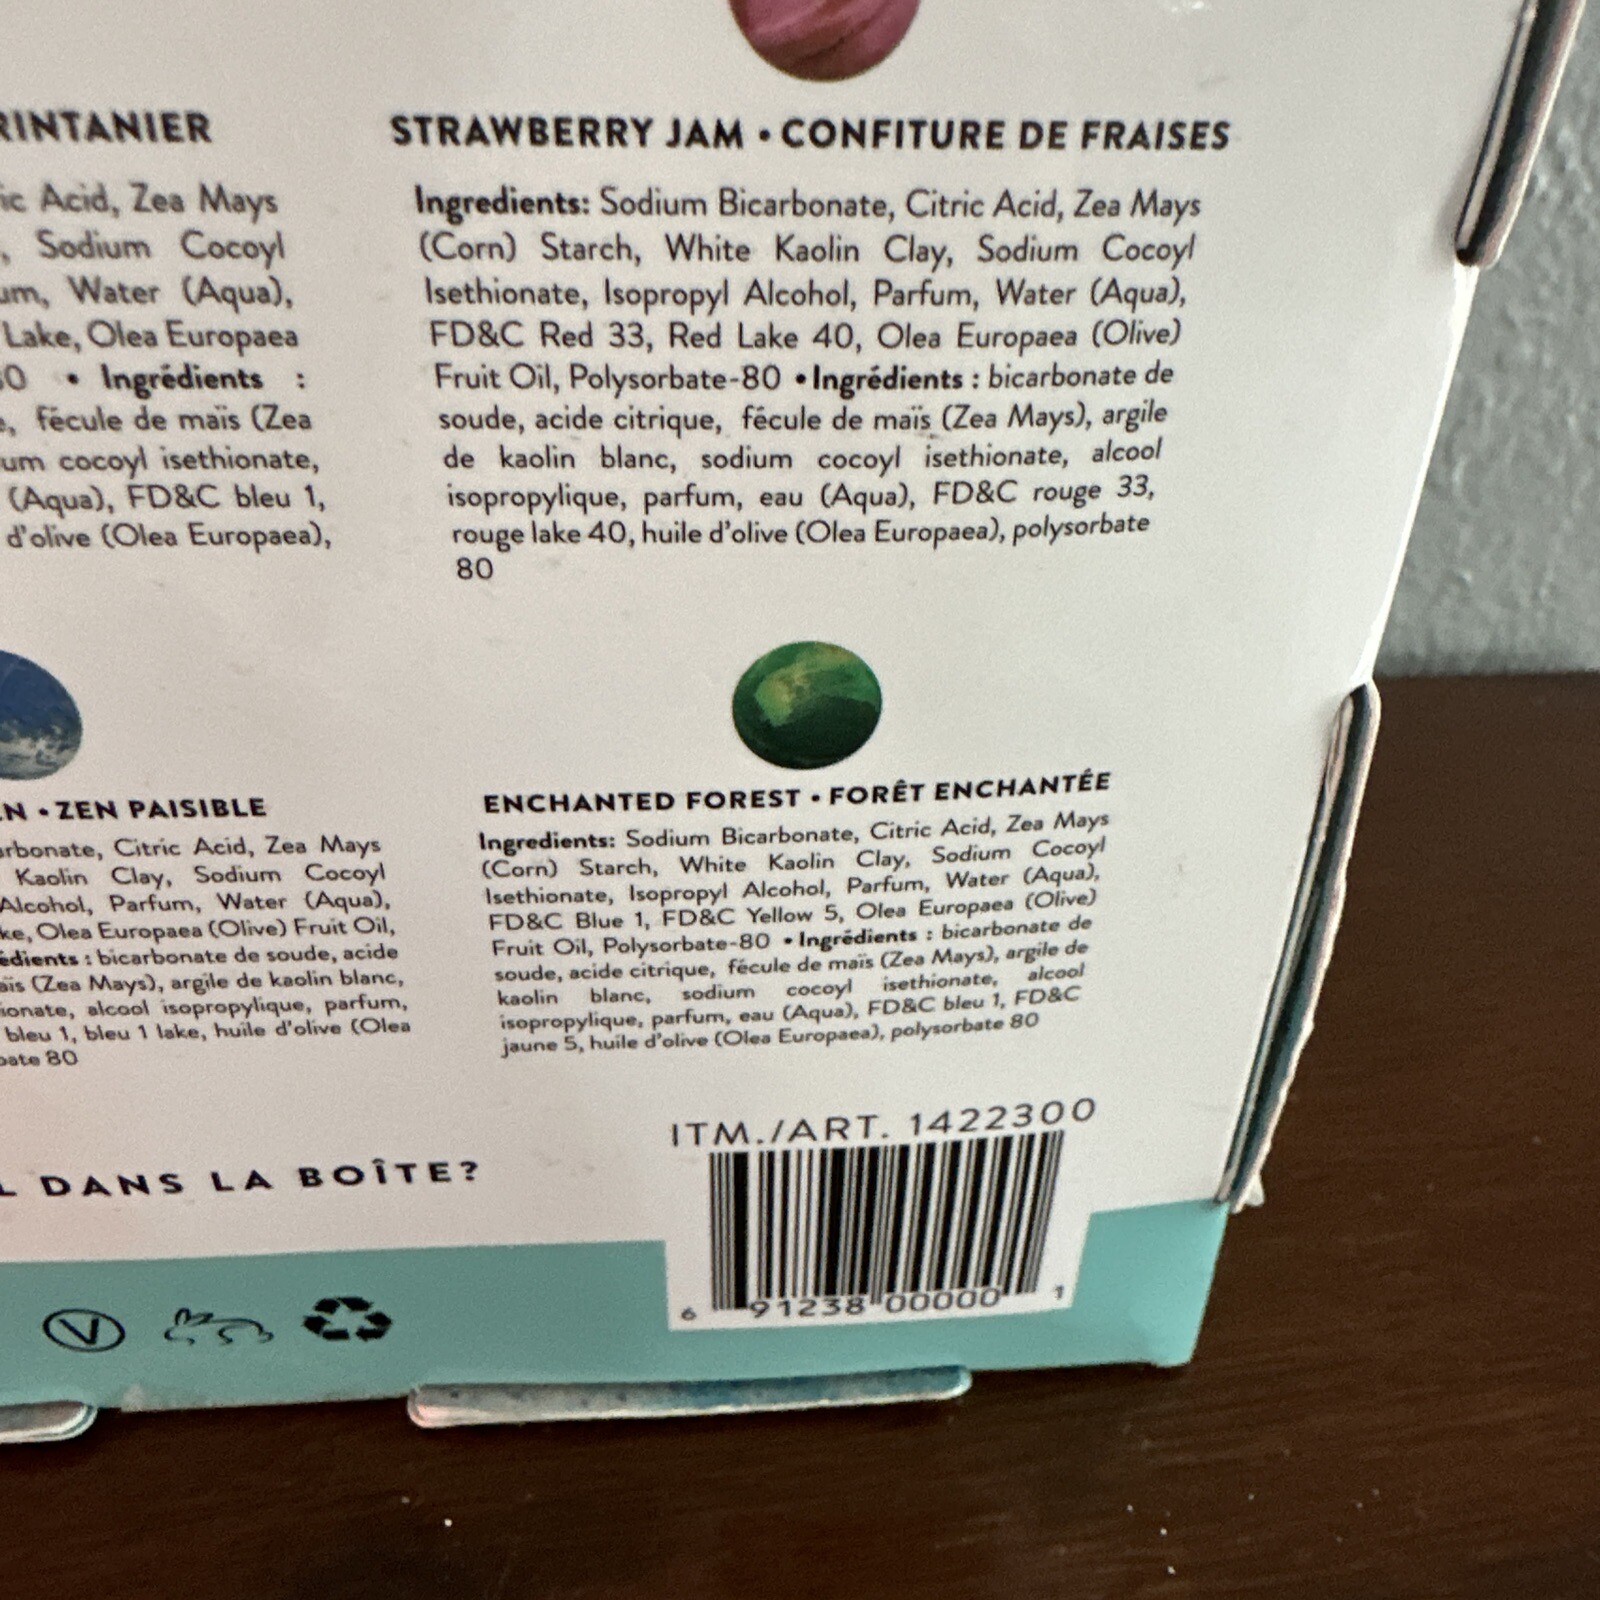 RINTANIER
ic Acid, Zea Mays
, Sodium Cocoyl
um, Water (Aqua),
Lake, Olea Europaea
80 • Ingrédients :
e, fécule de maïs (Zea
um cocoyl isethionate,
(Aqua), FD&C bleu 1,
d'olive (Olea Europaea),
STRAWBERRY JAM • CONFITURE DE FRAISES
Ingredients: Sodium Bicarbonate, Citric Acid, Zea Mays
(Corn) Starch, White Kaolin Clay, Sodium Cocoyl
Isethionate, Isopropyl Alcohol, Parfum, Water (Aqua),
FD&C Red 33, Red Lake 40, Olea Europaea (Olive)
Fruit Oil, Polysorbate-80 • Ingrédients : bicarbonate de
soude, acide citrique, fécule de maïs (Zea Mays), argile
de kaolin blanc, sodium cocoyl isethionate, alcool
isopropylique, parfum, eau (Aqua), FD&C rouge 33,
rouge lake 40, huile d'olive (Olea Europaea), polysorbate
80
EN • ZEN PAISIBLE
arbonate, Citric Acid, Zea Mays
Kaolin Clay, Sodium Cocoyl
Alcohol, Parfum, Water (Aqua),
ke, Olea Europaea (Olive) Fruit Oil,
édients : bicarbonate de soude, acide
aïs (Zea Mays), argile de kaolin blanc,
ionate, alcool isopropylique, parfum,
bleu 1, bleu 1 lake, huile d'olive (Olea
bate 80
ENCHANTED FOREST • FORÊT ENCHANTÉE
Ingredients: Sodium Bicarbonate, Citric Acid, Zea Mays
(Corn) Starch, White Kaolin Clay, Sodium Cocoyl
Isethionate, Isopropyl Alcohol, Parfum, Water (Aqua),
FD&C Blue 1, FD&C Yellow 5, Olea Europaea (Olive)
Fruit Oil, Polysorbate-80 • Ingrédients : bicarbonate de
soude, acide citrique, fécule de maïs (Zea Mays), argile de
kaolin blanc, sodium cocoyl isethionate, alcool
isopropylique, parfum, eau (Aqua), FD&C bleu 1, FD&C
jaune 5, huile d'olive (Olea Europaea), polysorbate 80
L DANS LA BOÎTE?
ITM./ART. 1422300
6 91238 00000 1
V